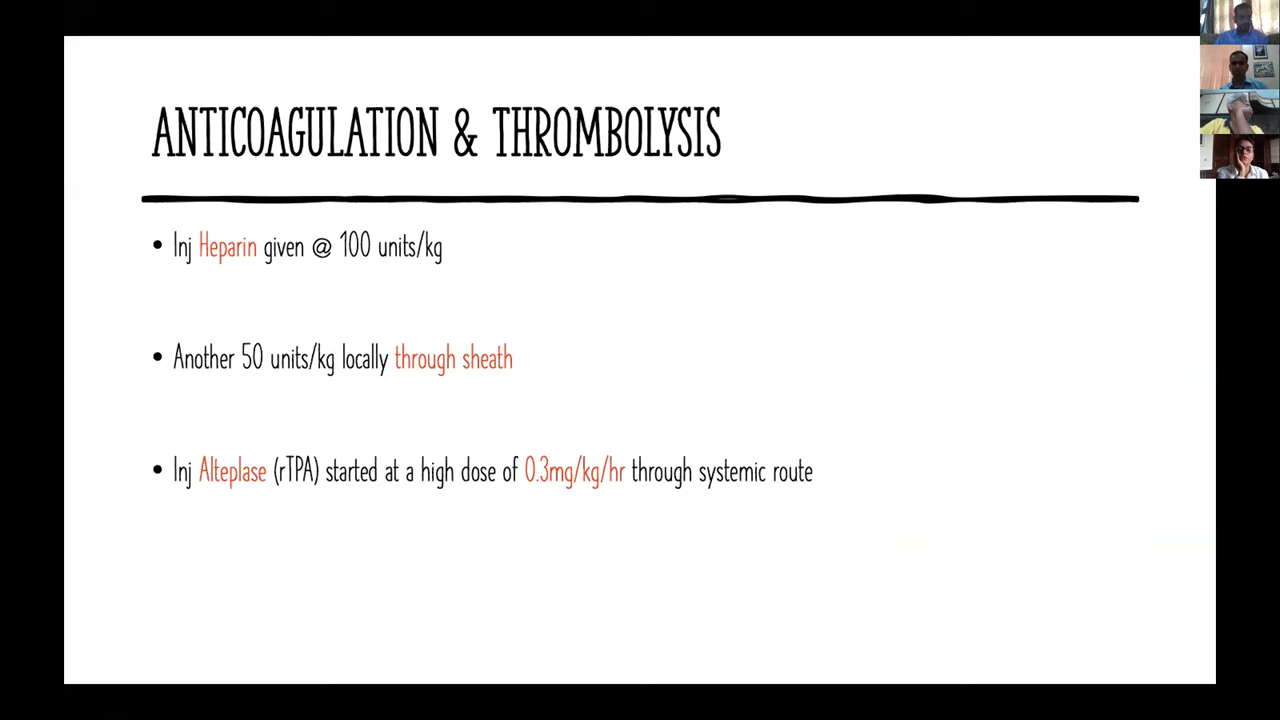 ANTICOAGULATION & THROMBOLYSIS
• Inj Heparin given @ 100 units/kg
• Another 50 units/kg locally through sheath
• Inj Alteplase (rTPA) started at a high dose of 0.3mg/kg/hr through systemic route